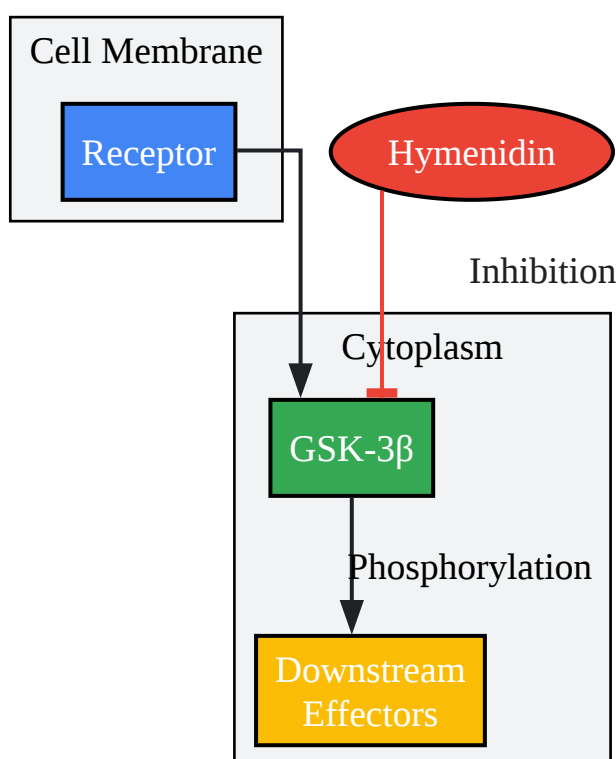 Cell Membrane
Receptor
Hymenidin
Inhibition
Cytoplasm
GSK-3β
Phosphorylation
Downstream
Effectors